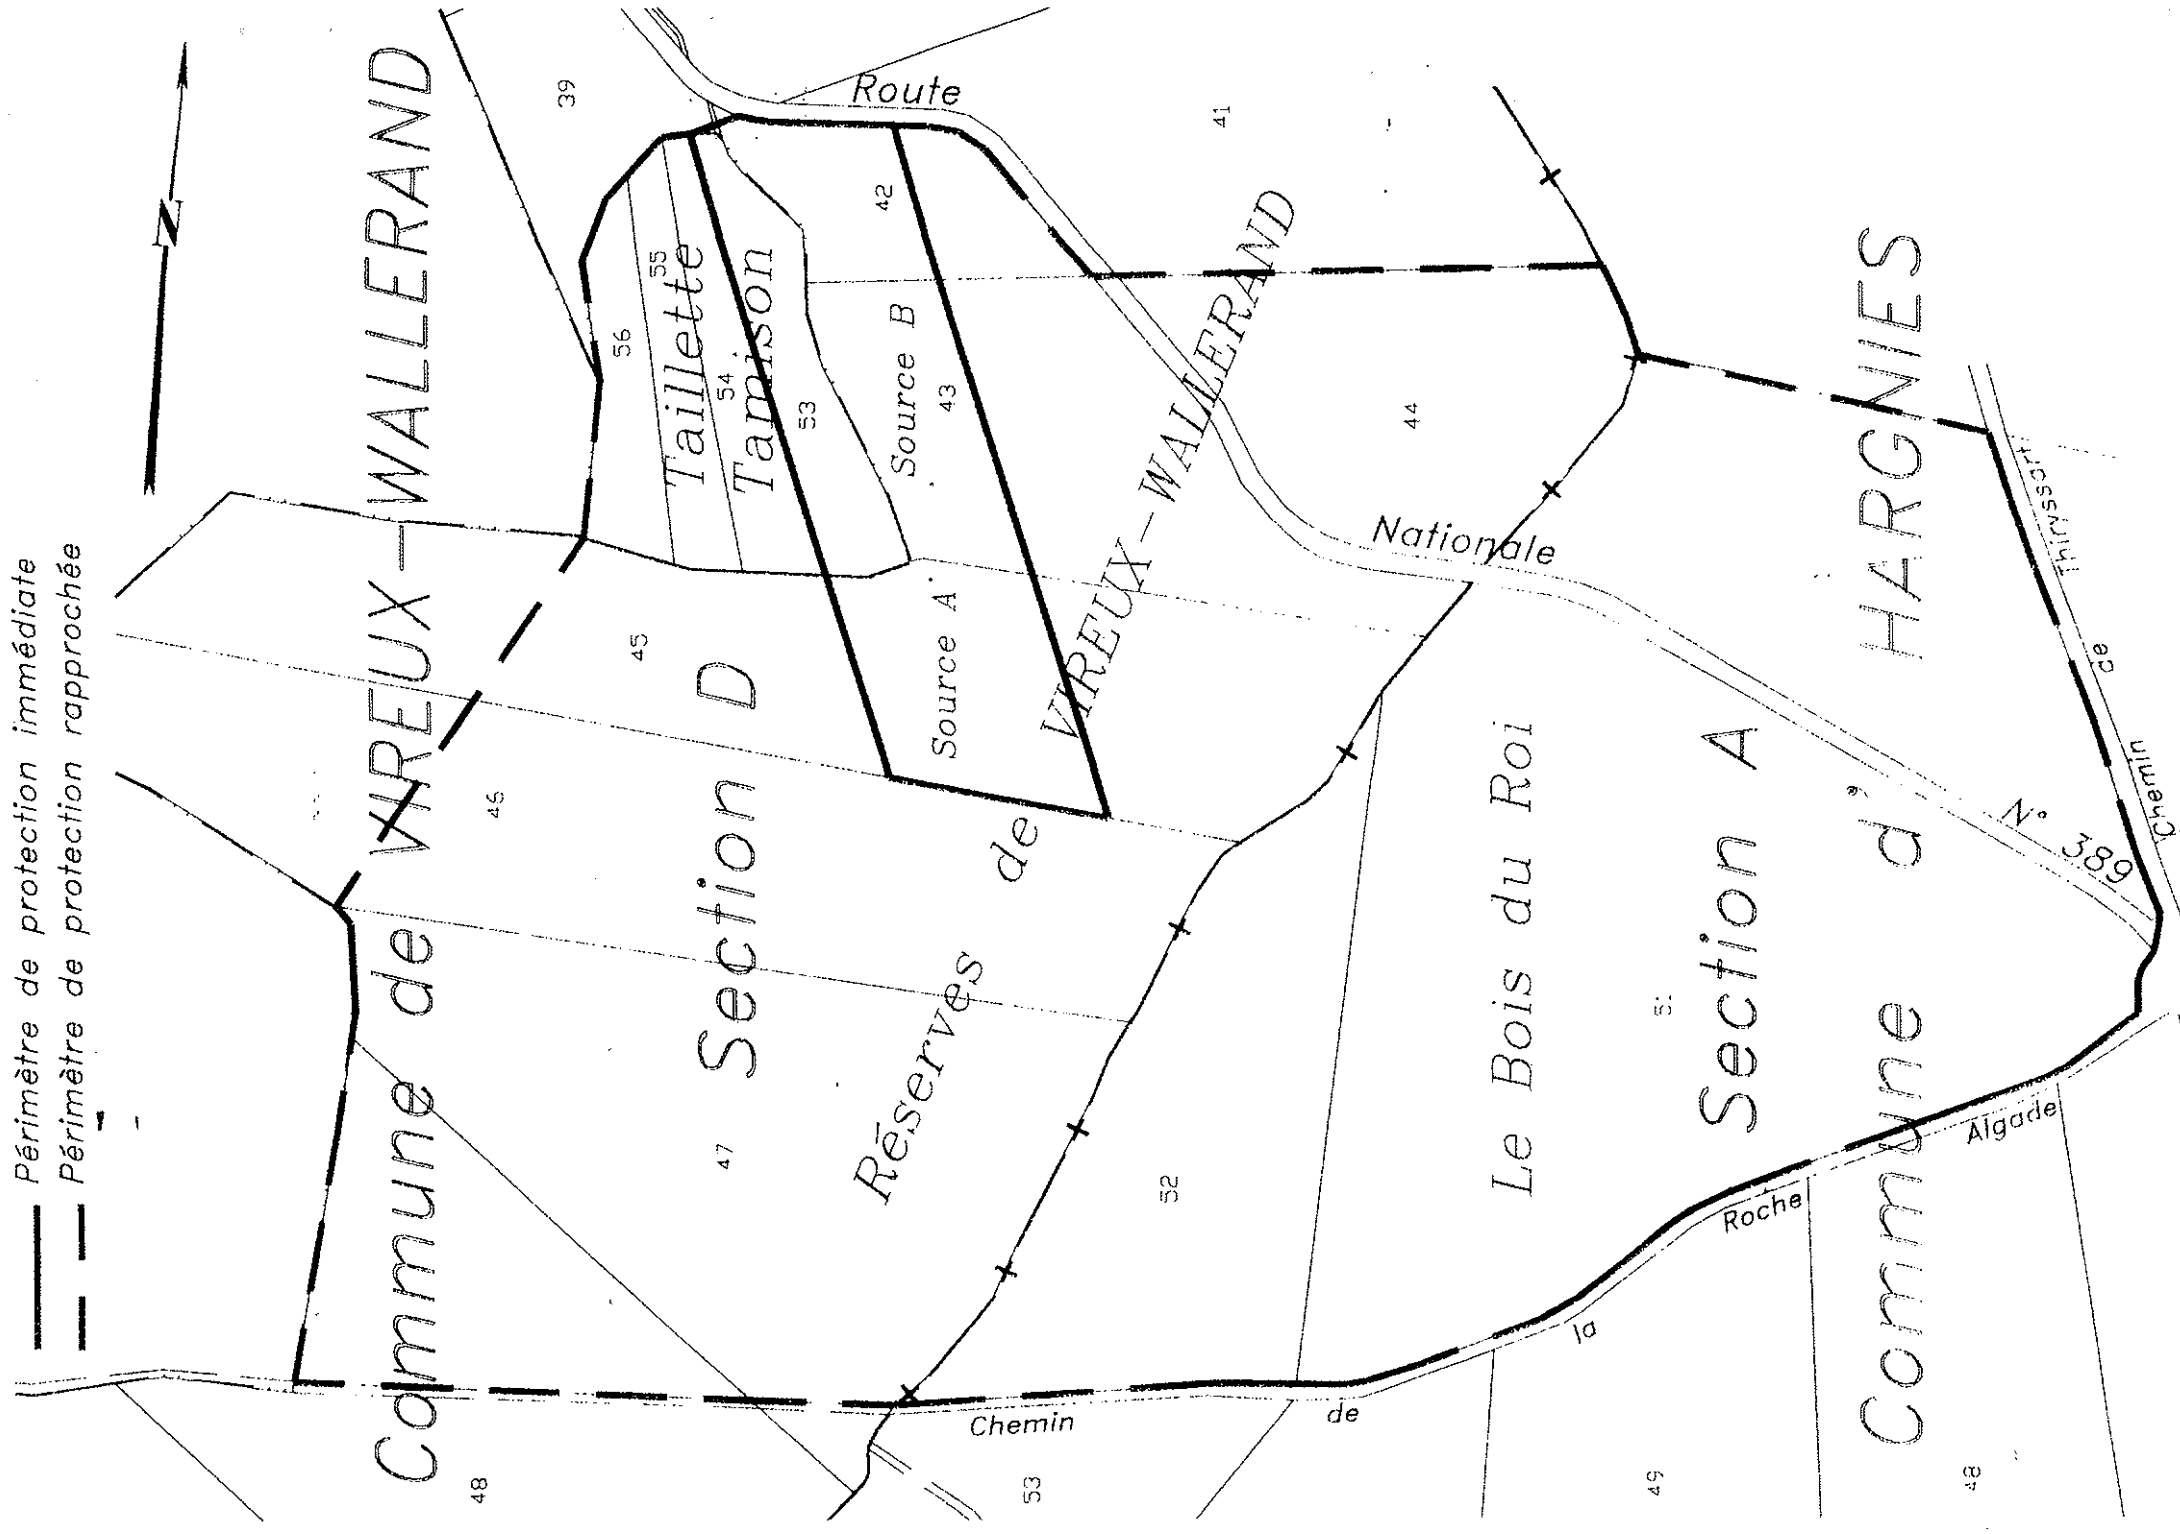 Périmètre de protection immédiate
Périmètre de protection rapprochée
N
Commune de VIREUX-WALLERAND
39
56
55
Taillette
54
Tamison
53
42
Source B
43
Source A
45
46
Section D
47
48
Réserves de VIREUX-WALLERAND
Route Nationale N° 389
41
44
52
Le Bois du Roi
Section A
Commune d' HARGNIES
Chemin de la Roche Algade
Chemin de
53
49
48